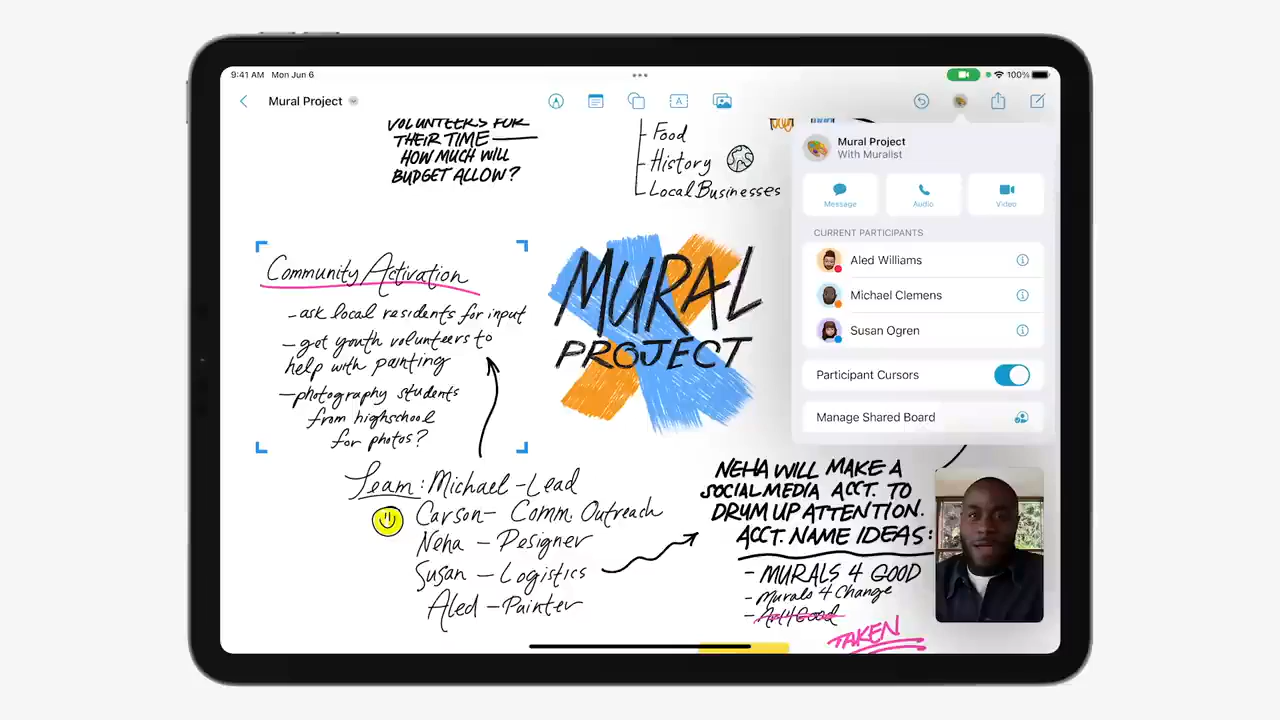 9:41 AM Mon Jun 6
100%
Mural Project
A
VOLUNTEERS FOR
THEIR TIME
HOW MUCH WILL
BUDGET ALLOW?
Food
History
Local Businesses
Mural Project
With Muralist
Message
Audio
Video
CURRENT PARTICIPANTS
Aled Williams
Michael Clemens
Susan Ogren
Participant Cursors
Manage Shared Board
Community Activation
- ask local residents for input
- get youth volunteers to
help with painting
- photography students
from highschool
for photos?
MURAL
PROJECT
Team: Michael - Lead
Carson - Comm. Outreach
Neha - Designer
Susan - Logistics
Aled - Painter
NEHA WILL MAKE A
SOCIAL MEDIA ACCT. TO
DRUM UP ATTENTION.
ACCT. NAME IDEAS:
- MURALS 4 GOOD
- Murals 4 Change
- Art4Good
TAKEN